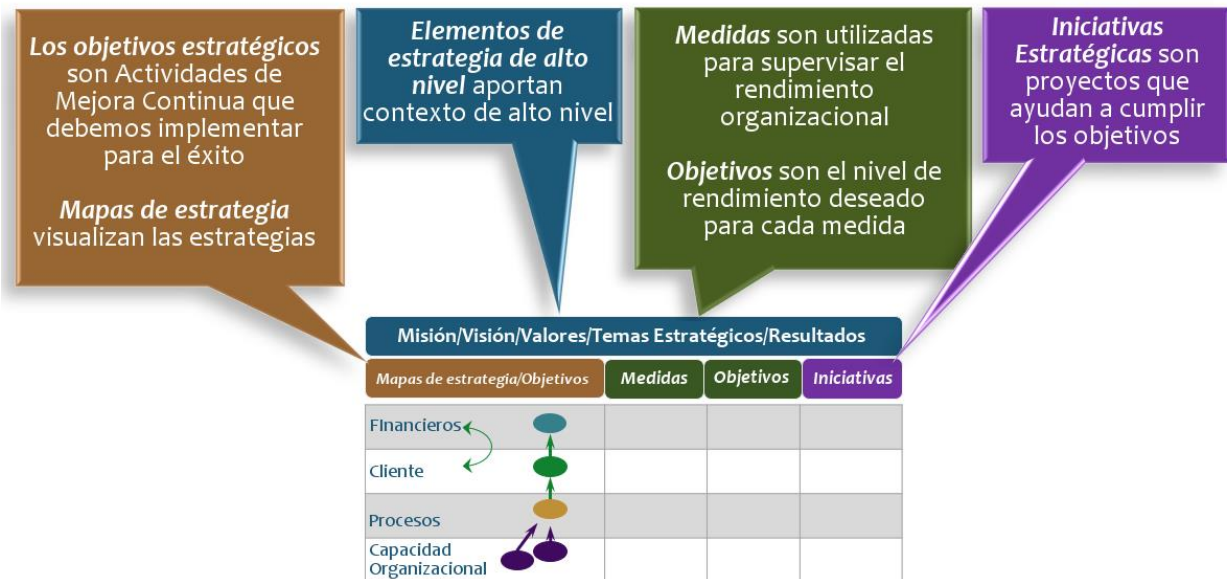 Los objetivos estratégicos
son Actividades de
Mejora Continua que
debemos implementar
para el éxito
Mapas de estrategia
visualizan las estrategias
Elementos de
estrategia de alto
nivel aportan
contexto de alto nivel
Medidas son utilizadas
para supervisar el
rendimiento
organizacional
Objetivos son el nivel de
rendimiento deseado
para cada medida
Iniciativas
Estratégicas son
proyectos que
ayudan a cumplir
los objetivos
Misión/Visión/Valores/Temas Estratégicos/Resultados
Mapas de estrategia/Objetivos Medidas Objetivos Iniciativas
FInancieros
Cliente
Procesos
Capacidad
Organizacional